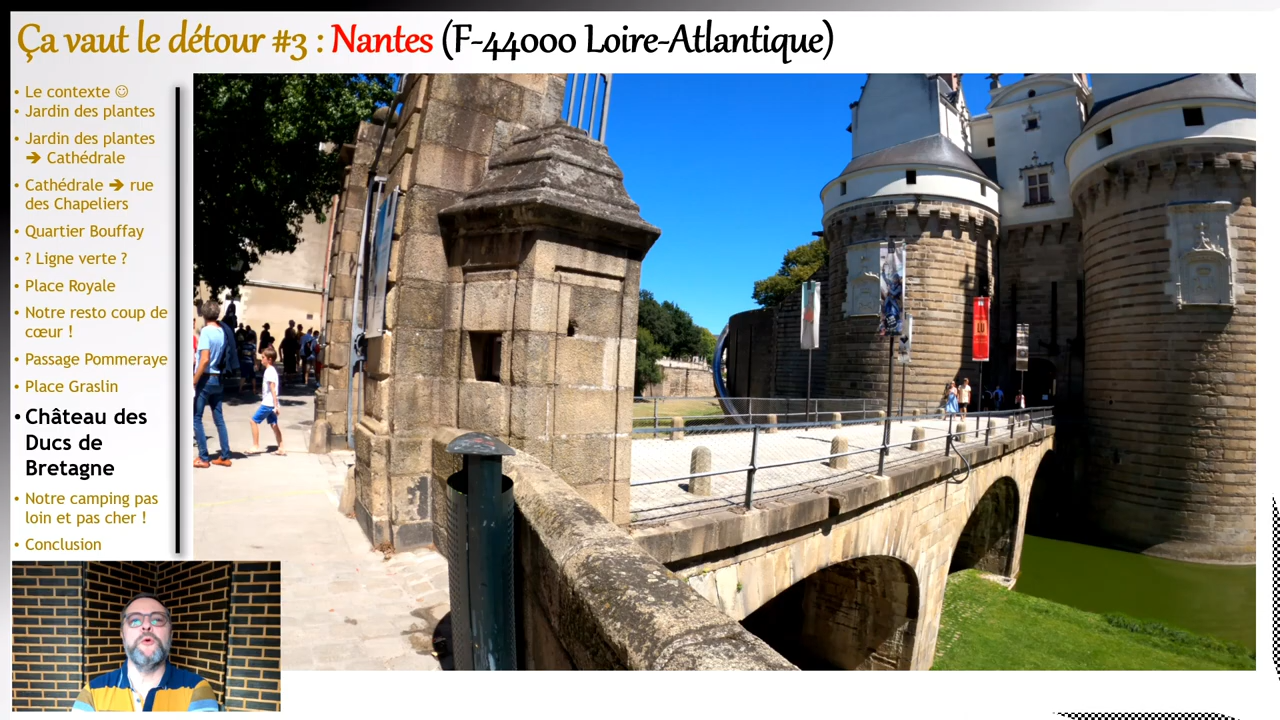 Ça vaut le détour #3 : Nantes (F-44000 Loire-Atlantique)
• Le contexte ☺
• Jardin des plantes
• Jardin des plantes
➔ Cathédrale
• Cathédrale ➔ rue
des Chapeliers
• Quartier Bouffay
• ? Ligne verte ?
• Place Royale
• Notre resto coup de
cœur !
• Passage Pommeraye
• Place Graslin
• Château des
Ducs de
Bretagne
• Notre camping pas
loin et pas cher !
• Conclusion
LU